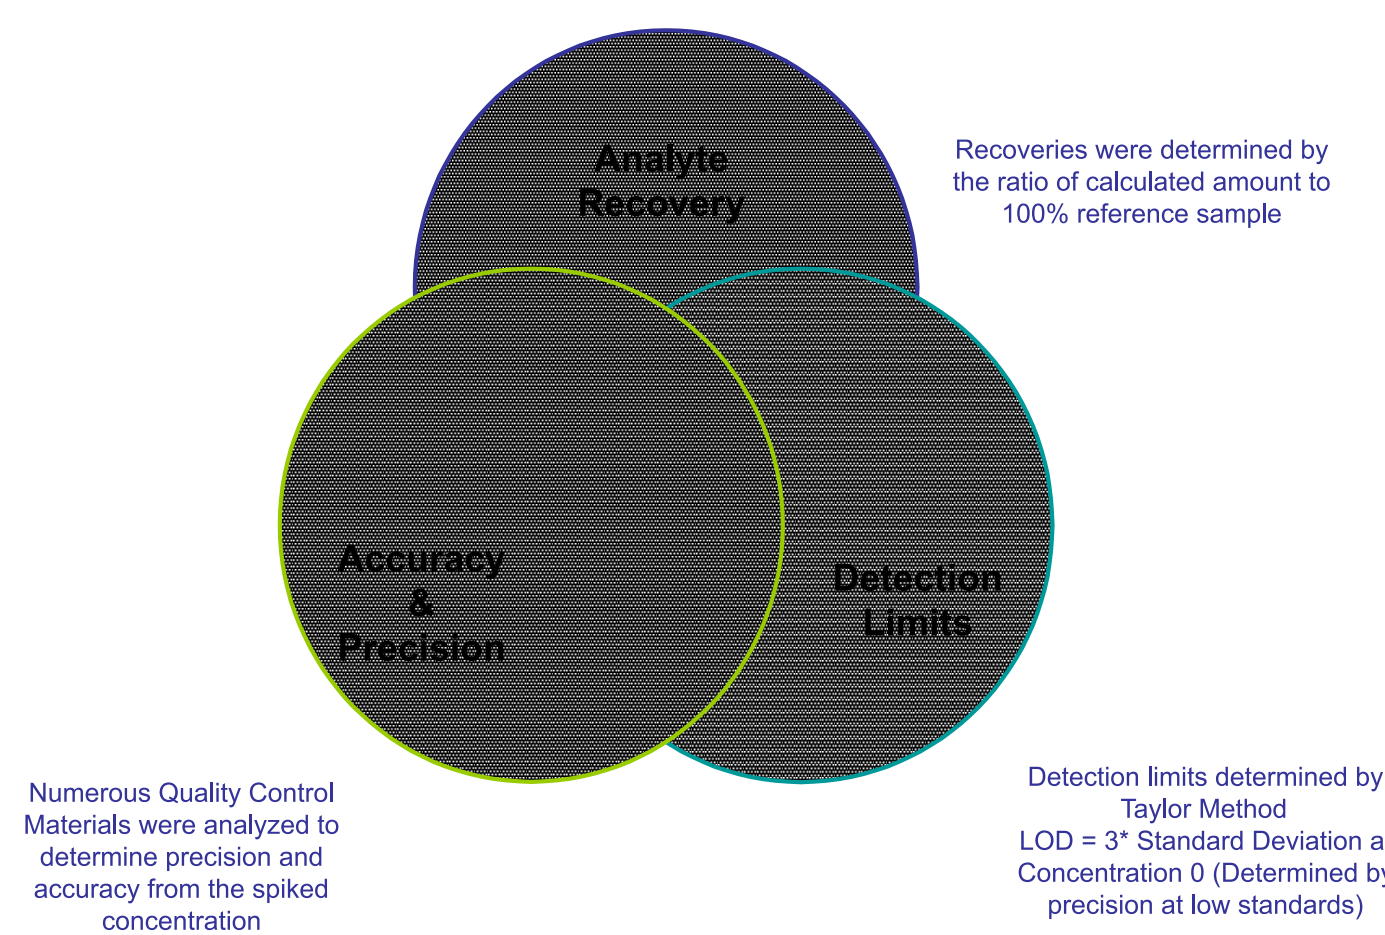 Analyte
Recovery
Recoveries were determined by
the ratio of calculated amount to
100% reference sample
Accuracy
&
Precision
Detection
Limits
Numerous Quality Control
Materials were analyzed to
determine precision and
accuracy from the spiked
concentration
Detection limits determined by
Taylor Method
LOD = 3* Standard Deviation a
Concentration 0 (Determined by
precision at low standards)